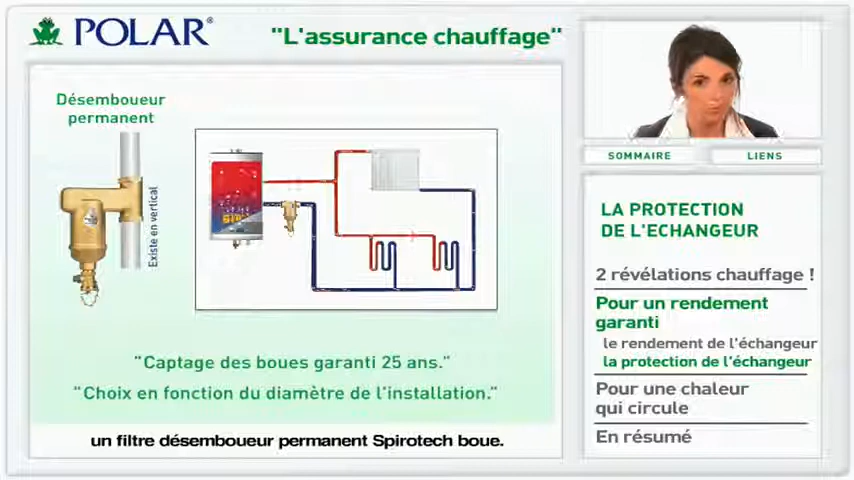 POLAR®
"L'assurance chauffage"
Désemboueur
permanent
Existe en vertical
"Captage des boues garanti 25 ans."
"Choix en fonction du diamètre de l'installation."
un filtre désemboueur permanent Spirotech boue.
SOMMAIRE
LIENS
LA PROTECTION
DE L'ECHANGEUR
2 révélations chauffage !
Pour un rendement
garanti
le rendement de l'échangeur
la protection de l'échangeur
Pour une chaleur
qui circule
En résumé